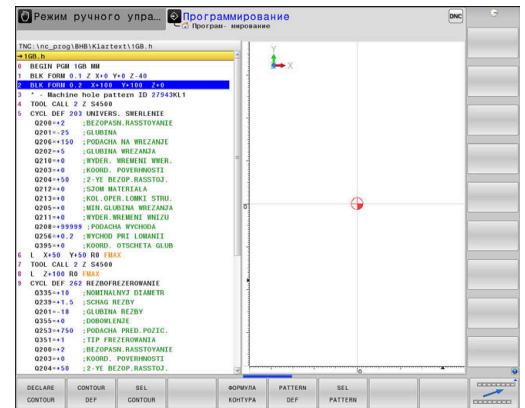 Режим ручного упра...
Программирование
Програм- мирование
DNC
TNC:\nc_prog\BHB\Klartext\1GB.h
→1GB.h
0 BEGIN PGM 1GB MM
1 BLK FORM 0.1 Z X+0 Y+0 Z-40
2 BLK FORM 0.2 X+100 Y+100 Z+0
3 * - Machine hole pattern ID 27943KL1
4 TOOL CALL 2 Z S4500
5 CYCL DEF 203 UNIVERS. SWERLENIE
Q200=+2 ;BEZOPASN.RASSTOYANIE
Q201=-25 ;GLUBINA
Q206=+150 ;PODACHA NA WREZANJE
Q202=+5 ;GLUBINA WREZANJA
Q210=+0 ;WYDER. WREMENI WWER.
Q203=+0 ;KOORD. POVERHNOSTI
Q204=+50 ;2-YE BEZOP.RASSTOJ.
Q212=+0 ;SJOM MATERIALA
Q213=+0 ;KOL.OPER.LOMKI STRU.
Q205=+0 ;MIN.GLUBINA WREZANJA
Q211=+0 ;WYDER.WREMENI WNIZU
Q208=+99999 ;PODACHA WYCHODA
Q256=+0.2 ;WYCHOD PRI LOMANII
Q395=+0 ;KOORD. OTSCHETA GLUB
6 L X+50 Y+50 R0 FMAX
7 TOOL CALL 2 Z S4500
8 L Z+100 R0 FMAX
9 CYCL DEF 262 REZBOFREZEROWANIE
Q335=+10 ;NOMINALNYJ DIAMETR
Q239=+1.5 ;SCHAG REZBY
Q201=-18 ;GLUBINA REZBY
Q355=+0 ;DOBOWLENJE
Q253=+750 ;PODACHA PRED.POZIC.
Q351=+1 ;TIP FREZEROWANIA
Q200=+2 ;BEZOPASN.RASSTOYANIE
Q203=+0 ;KOORD. POVERHNOSTI
Q204=+50 ;2-YE BEZOP.RASSTOJ.
Y
X
0
0
DECLARE CONTOUR
CONTOUR DEF
SEL CONTOUR
ФОРМУЛА КОНТУРА
PATTERN DEF
SEL PATTERN